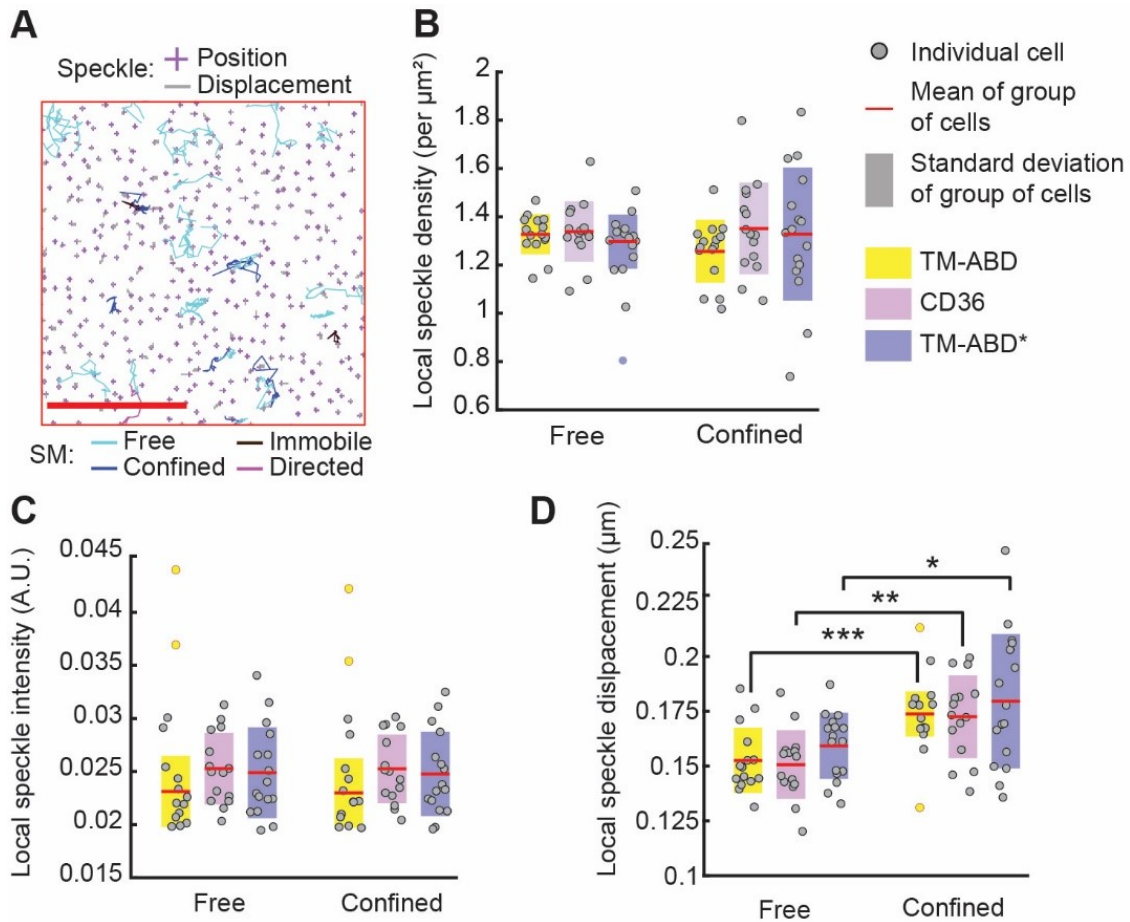 A
Speckle:
Position
Displacement
SM:
Free
Immobile
Confined
Directed
B
Local speckle density (per µm²)
2
1.8
1.6
1.4
1.2
1
0.8
0.6
Free
Confined
Individual cell
Mean of group
of cells
Standard deviation
of group of cells
TM-ABD
CD36
TM-ABD*
C
Local speckle intensity (A.U.)
0.045
0.04
0.035
0.03
0.025
0.02
0.015
Free
Confined
D
Local speckle dislpacement (µm)
0.25
0.225
0.2
0.175
0.15
0.125
0.1
*
**
***
Free
Confined